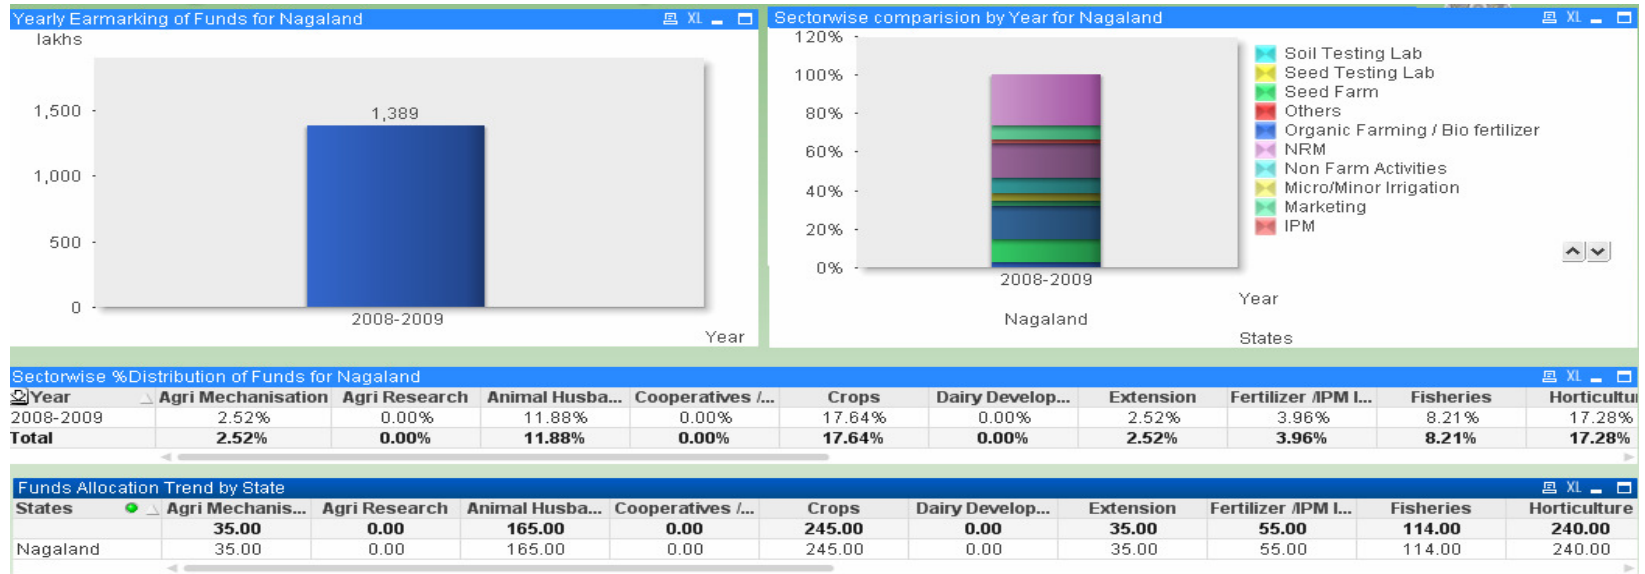 Yearly Earmarking of Funds for Nagaland XL
lakhs
1,500
1,000
500
0
1,389
2008-2009
Year
Sectorwise comparision by Year for Nagaland XL
120%
100%
80%
60%
40%
20%
0%
2008-2009
Year
Nagaland
States
Soil Testing Lab
Seed Testing Lab
Seed Farm
Others
Organic Farming / Bio fertilizer
NRM
Non Farm Activities
Micro/Minor Irrigation
Marketing
IPM
Sectorwise %Distribution of Funds for Nagaland XL
Year Agri Mechanisation Agri Research Animal Husba... Cooperatives /... Crops Dairy Develop... Extension Fertilizer /IPM I... Fisheries Horticultu
2008-2009 2.52% 0.00% 11.88% 0.00% 17.64% 0.00% 2.52% 3.96% 8.21% 17.28%
Total 2.52% 0.00% 11.88% 0.00% 17.64% 0.00% 2.52% 3.96% 8.21% 17.28%
Funds Allocation Trend by State XL
States Agri Mechanis... Agri Research Animal Husba... Cooperatives /... Crops Dairy Develop... Extension Fertilizer /IPM I... Fisheries Horticulture
35.00 0.00 165.00 0.00 245.00 0.00 35.00 55.00 114.00 240.00
Nagaland 35.00 0.00 165.00 0.00 245.00 0.00 35.00 55.00 114.00 240.00